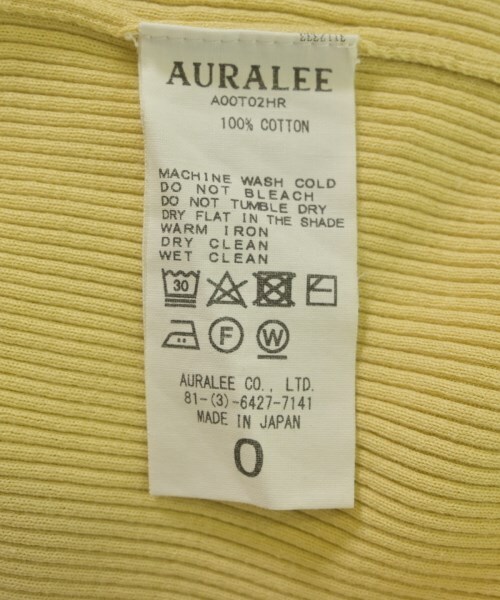 AURALEE
A00T02HR
100% COTTON
MACHINE WASH COLD
DO NOT BLEACH
DO NOT TUMBLE DRY
DRY FLAT IN THE SHADE
WARM IRON
DRY CLEAN
WET CLEAN
30
F W
AURALEE CO., LTD.
81-(3)-6427-7141
MADE IN JAPAN
0